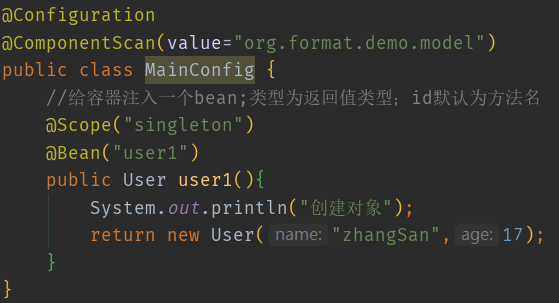 @Configuration
@ComponentScan(value="org.format.demo.model")
public class MainConfig {
//给容器注入一个bean;类型为返回值类型；id默认为方法名
@Scope("singleton")
@Bean("user1")
public User user1(){
System.out.println("创建对象");
return new User( name: "zhangSan", age: 17);
}
}